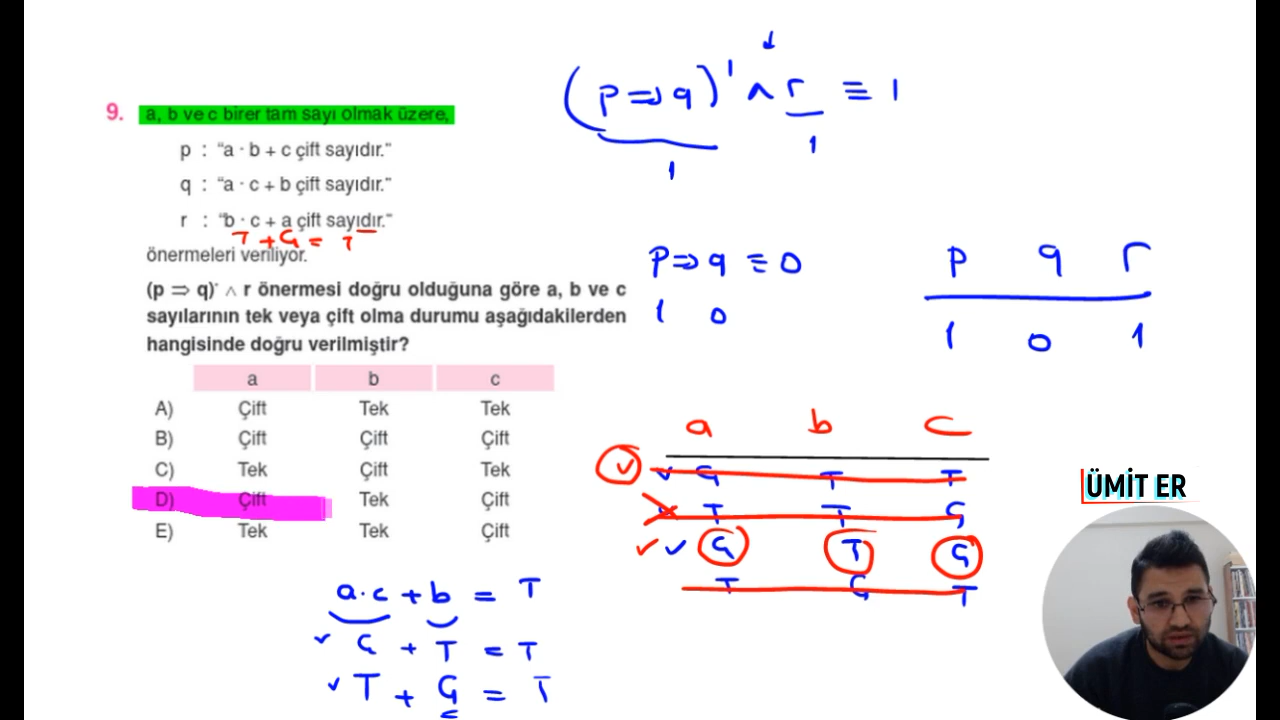 9. a, b ve c birer tam sayı olmak üzere,
p : "a · b + c çift sayıdır."
q : "a · c + b çift sayıdır."
r : "b · c + a çift sayıdır."
T + Ç = T
önermeleri veriliyor.
(p ⇒ q)' ∧ r önermesi doğru olduğuna göre a, b ve c
sayılarının tek veya çift olma durumu aşağıdakilerden
hangisinde doğru verilmiştir?
a b c
A) Çift Tek Tek
B) Çift Çift Çift
C) Tek Çift Tek
D) Çift Tek Çift
E) Tek Tek Çift
a.c + b = T
✓ Ç + T = T
✓ T + Ç = T
(p ⇒ q)' ∧ r ≡ 1
1 1
p ⇒ q ≡ 0
1 0
p q r
1 0 1
a b c
✓ ✓ Ç T T
T T Ç
✓ ✓ Ç T Ç
T Ç T
ÜMİT ER